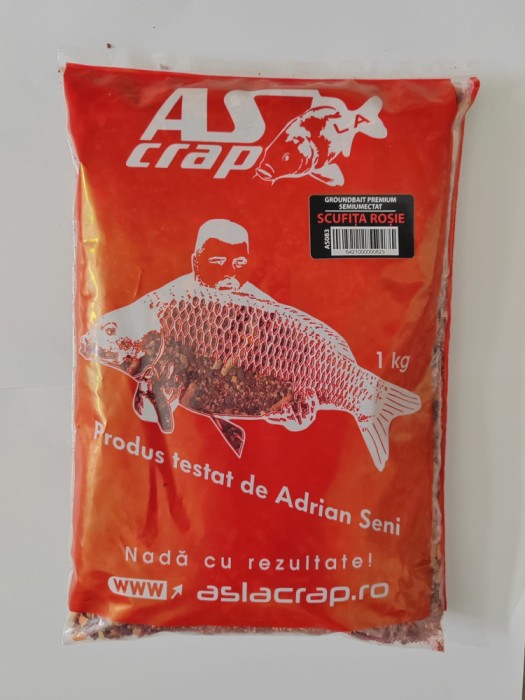 AS
LA
crap
GROUNDBAIT PREMIUM
SEMIUMECTAT
SCUFIȚA ROȘIE
AS083
1 kg
Produs testat de Adrian Seni
Nadă cu rezultate!
www aslacrap.ro